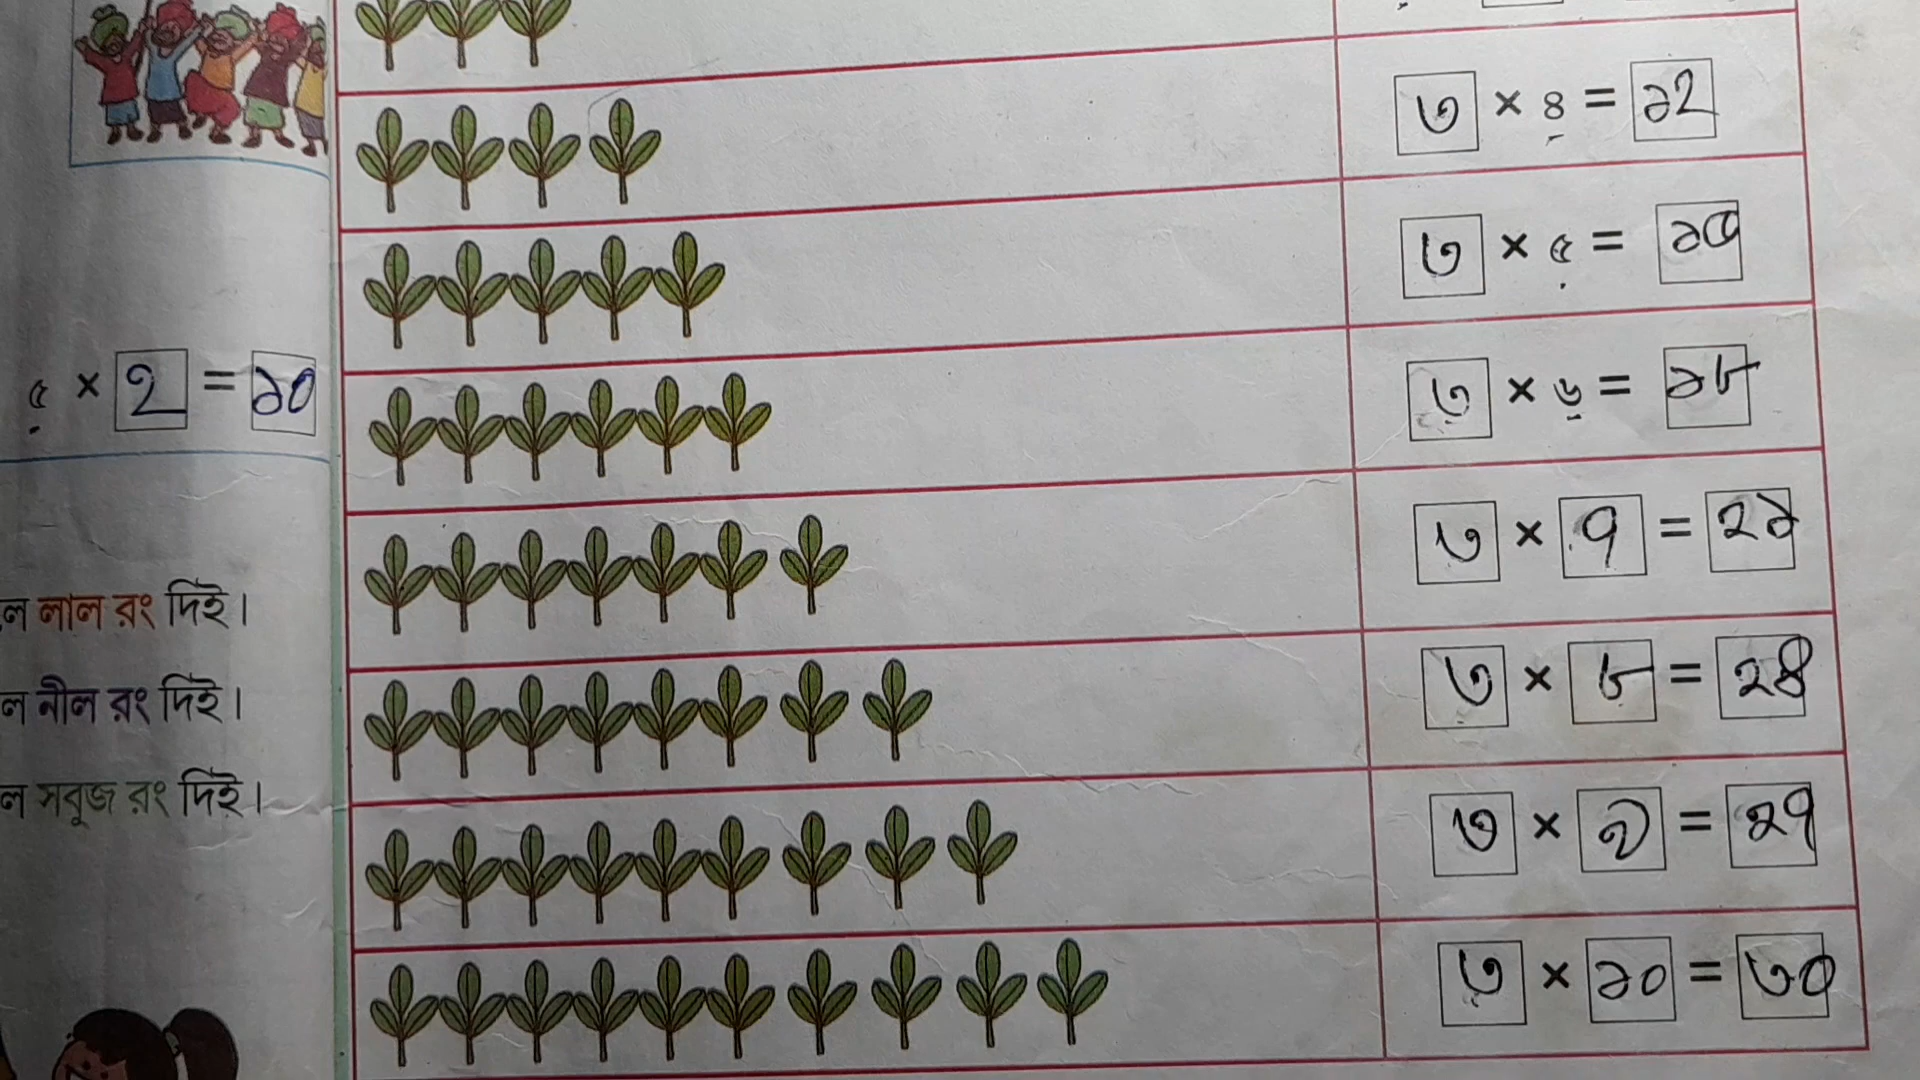 ৫ × ২ = ১০
লাল রং দিই।
নীল রং দিই।
সবুজ রং দিই।
৩ × ৪ = ১২
৩ × ৫ = ১৫
৩ × ৬ = ১৮
৩ × ৭ = ২১
৩ × ৮ = ২৪
৩ × ৯ = ২৭
৩ × ১০ = ৩০